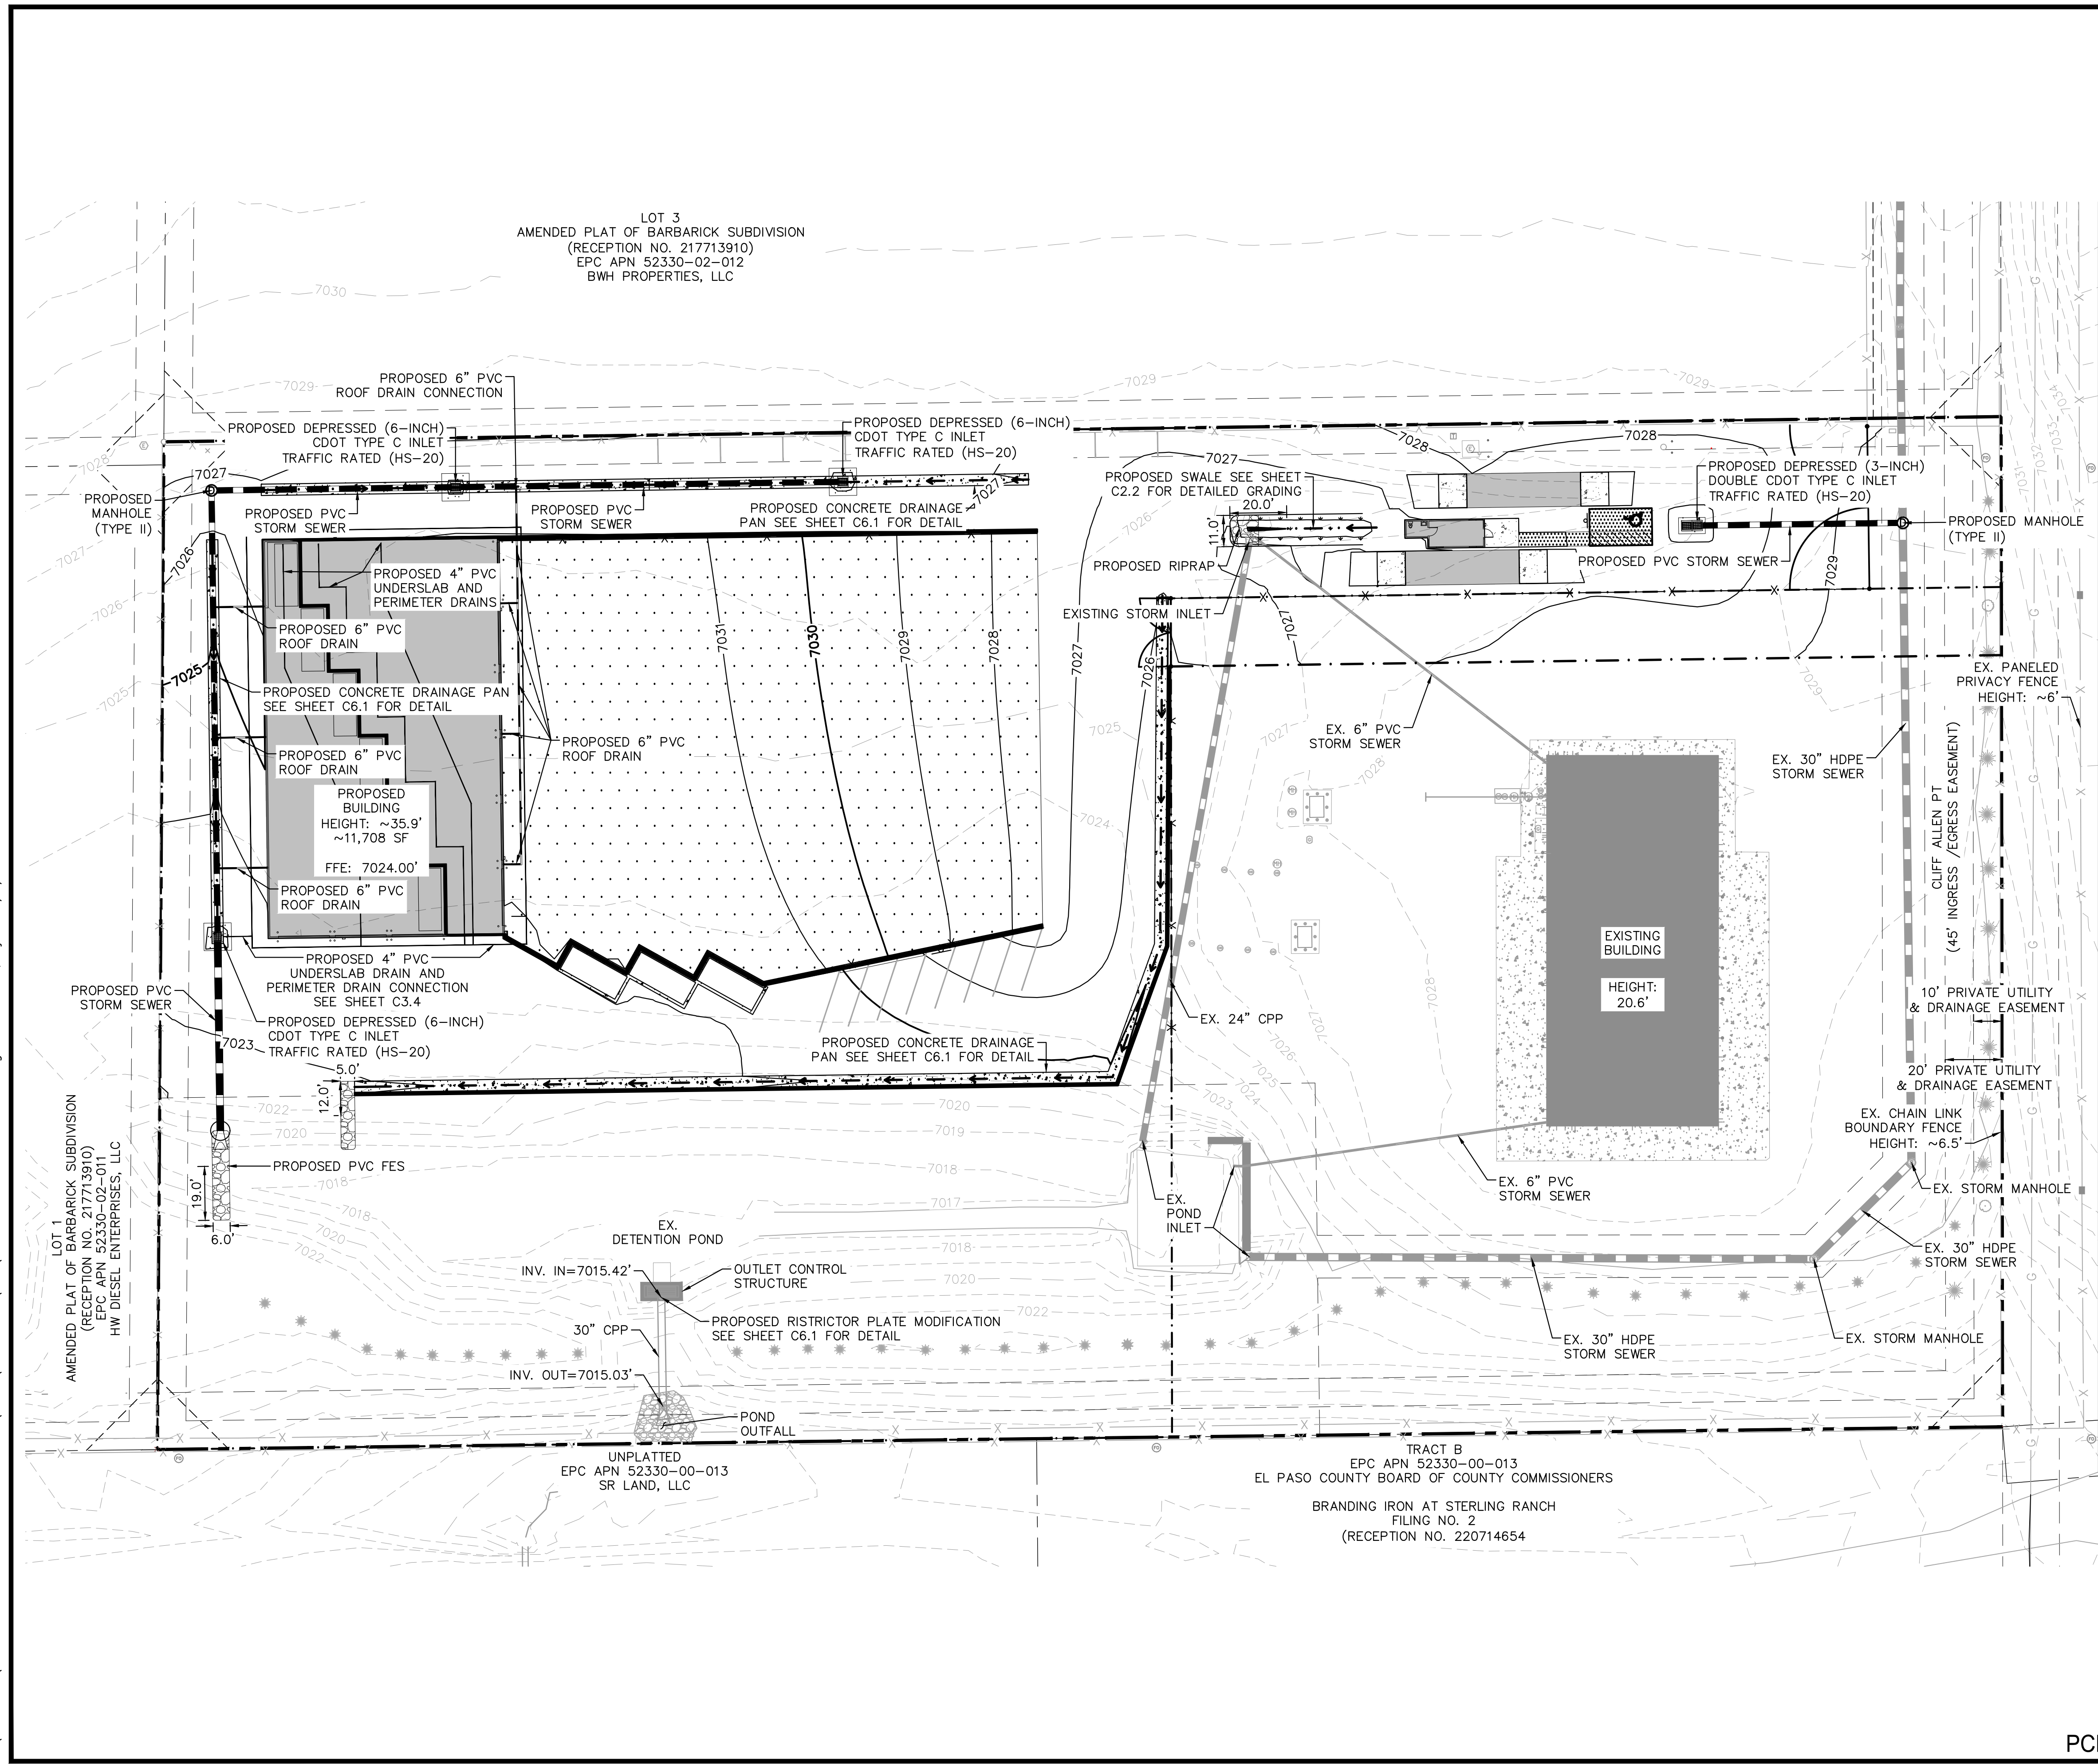 LOT 3
AMENDED PLAT OF BARBARICK SUBDIVISION
(RECEPTION NO. 217713910)
EPC APN 52330-02-012
BWH PROPERTIES, LLC
7030
7029
7029
7029
PROPOSED 6" PVC
ROOF DRAIN CONNECTION
PROPOSED DEPRESSED (6-INCH)
CDOT TYPE C INLET
TRAFFIC RATED (HS-20)
PROPOSED DEPRESSED (6-INCH)
CDOT TYPE C INLET
TRAFFIC RATED (HS-20)
7028
7028
7028
7027
7027
7027
PROPOSED
MANHOLE
(TYPE II)
PROPOSED PVC
STORM SEWER
PROPOSED PVC
STORM SEWER
PROPOSED CONCRETE DRAINAGE
PAN SEE SHEET C6.1 FOR DETAIL
PROPOSED SWALE SEE SHEET
C2.2 FOR DETAILED GRADING
20.0'
11.0'
PROPOSED DEPRESSED (3-INCH)
DOUBLE CDOT TYPE C INLET
TRAFFIC RATED (HS-20)
PROPOSED MANHOLE
(TYPE II)
7026
PROPOSED RIPRAP
PROPOSED PVC STORM SEWER
7029
7027
7026
7026
PROPOSED 4" PVC
UNDERSLAB AND
PERIMETER DRAINS
EXISTING STORM INLET
7027
PROPOSED 6" PVC
ROOF DRAIN
7031
7030
7029
7028
7027
7026
7025
7025
7025
7029
PROPOSED CONCRETE DRAINAGE PAN
SEE SHEET C6.1 FOR DETAIL
EX. PANELED
PRIVACY FENCE
HEIGHT: ~6'
PROPOSED 6" PVC
ROOF DRAIN
PROPOSED 6" PVC
ROOF DRAIN
EX. 6" PVC
STORM SEWER
7027
7028
EX. 30" HDPE
STORM SEWER
CLIFF ALLEN PT
(45' INGRESS /EGRESS EASEMENT)
PROPOSED
BUILDING
HEIGHT: ~35.9'
~11,708 SF
FFE: 7024.00'
7024
PROPOSED 6" PVC
ROOF DRAIN
EXISTING
BUILDING
HEIGHT:
20.6'
PROPOSED 4" PVC
UNDERSLAB DRAIN AND
PERIMETER DRAIN CONNECTION
SEE SHEET C3.4
PROPOSED PVC
STORM SEWER
7028
7027
7026
7025
7024
7023
EX. 24" CPP
10' PRIVATE UTILITY
& DRAINAGE EASEMENT
PROPOSED DEPRESSED (6-INCH)
CDOT TYPE C INLET
TRAFFIC RATED (HS-20)
7023
PROPOSED CONCRETE DRAINAGE
PAN SEE SHEET C6.1 FOR DETAIL
5.0'
12.0'
20' PRIVATE UTILITY
& DRAINAGE EASEMENT
7022
7020
7020
7019
7018
7017
EX. CHAIN LINK
BOUNDARY FENCE
HEIGHT: ~6.5'
PROPOSED PVC FES
7018
19.0'
6.0'
7018
7020
7022
EX.
POND
INLET
EX. 6" PVC
STORM SEWER
EX. STORM MANHOLE
EX.
DETENTION POND
7018
7020
7022
EX. 30" HDPE
STORM SEWER
INV. IN=7015.42'
OUTLET CONTROL
STRUCTURE
PROPOSED RISTRICTOR PLATE MODIFICATION
SEE SHEET C6.1 FOR DETAIL
30" CPP
EX. 30" HDPE
STORM SEWER
EX. STORM MANHOLE
INV. OUT=7015.03'
POND
OUTFALL
LOT 1
AMENDED PLAT OF BARBARICK SUBDIVISION
(RECEPTION NO. 217713910)
EPC APN 52330-02-011
HW DIESEL ENTERPRISES, LLC
UNPLATTED
EPC APN 52330-00-013
SR LAND, LLC
TRACT B
EPC APN 52330-00-013
EL PASO COUNTY BOARD OF COUNTY COMMISSIONERS
BRANDING IRON AT STERLING RANCH
FILING NO. 2
(RECEPTION NO. 220714654